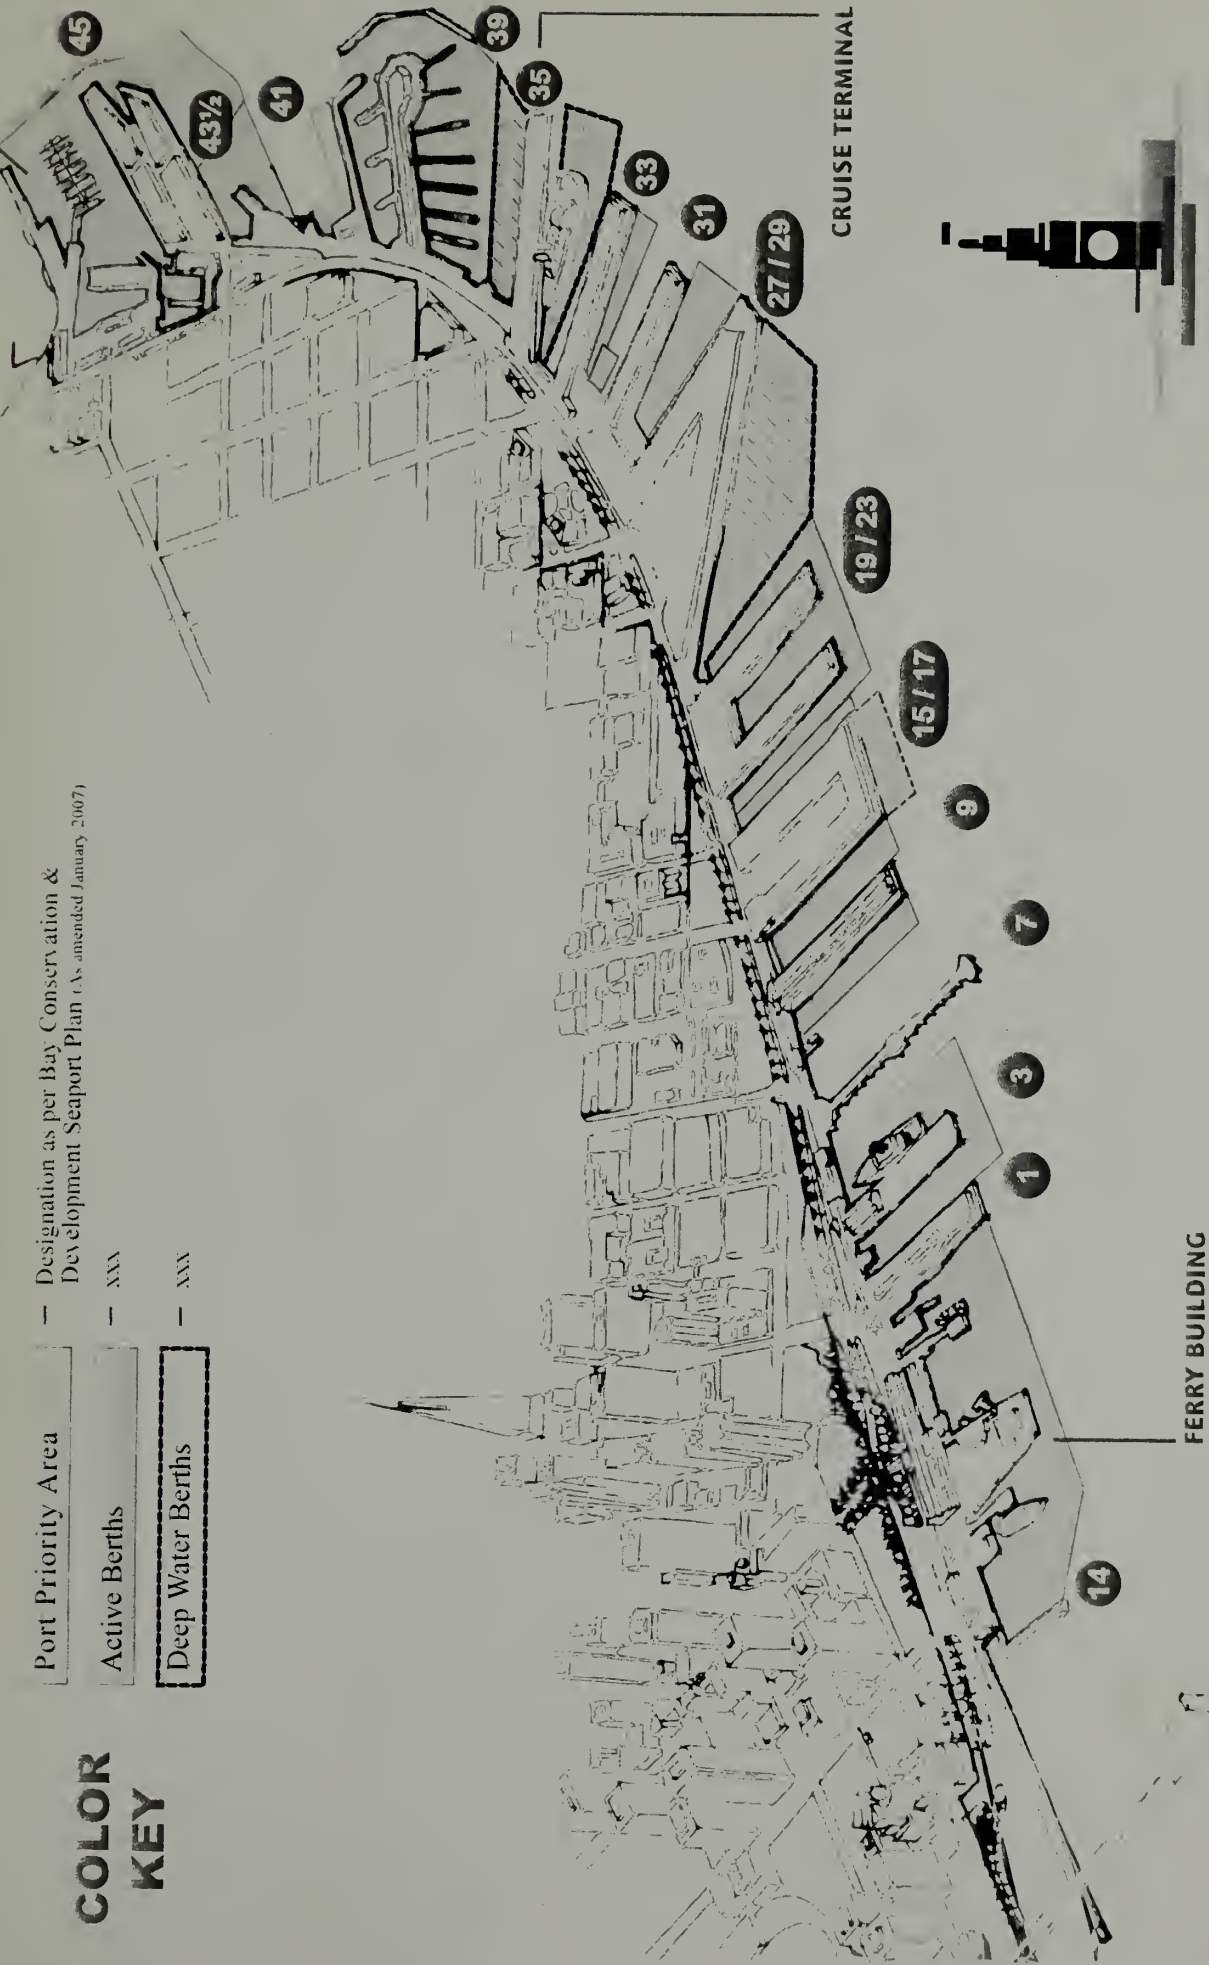 COLOR
KEY
Port Priority Area
– Designation as per Bay Conservation &
Development Seaport Plan (As amended January 2007)
Active Berths
– xxx
Deep Water Berths
– xxx
45
43½
41
39
35
CRUISE TERMINAL
33
31
27 / 29
19 / 23
15 / 17
9
7
3
1
FERRY BUILDING
14